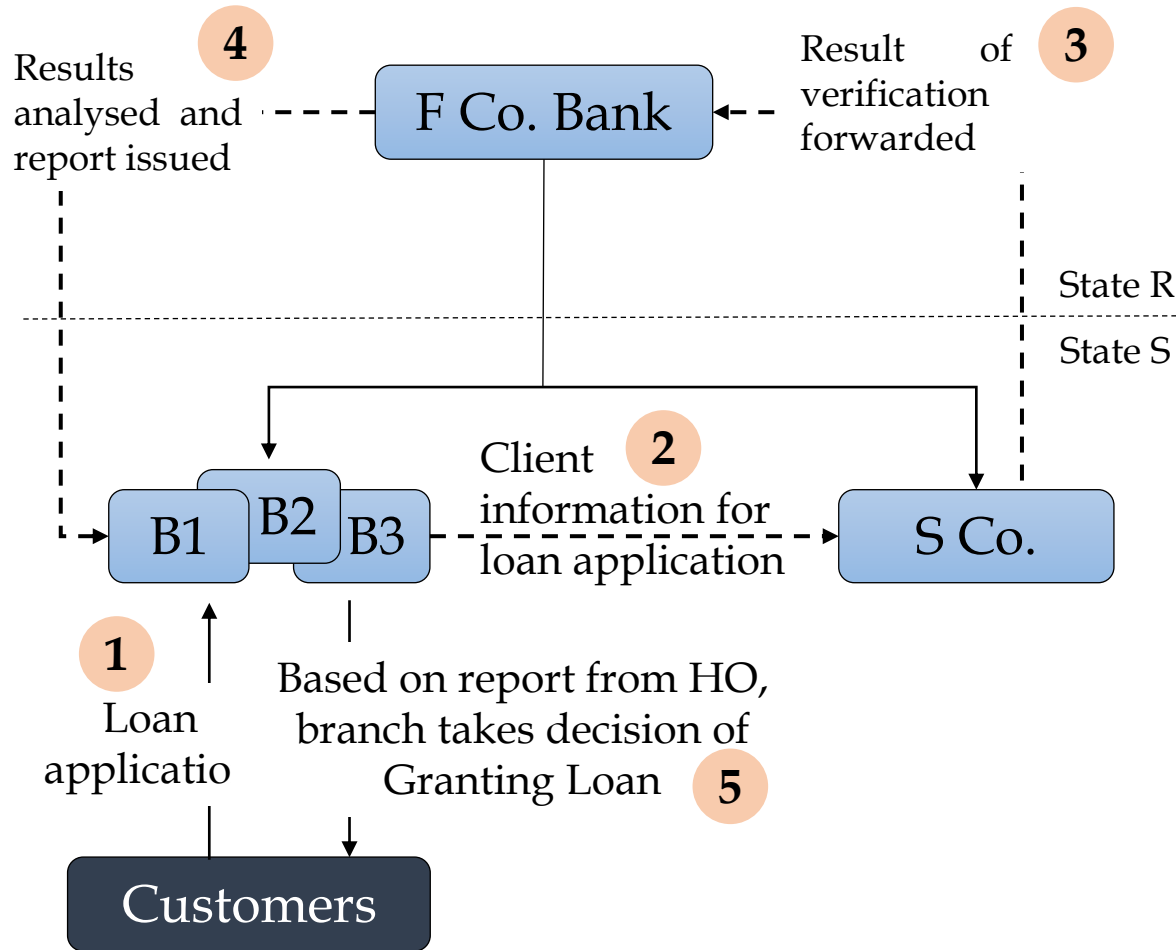 4
Results
analysed and
report issued
F Co. Bank
Result of
verification
forwarded
3
State R
State S
B1
B2
B3
Client
information for
loan application
2
S Co.
1
Loan
applicatio
Based on report from HO,
branch takes decision of
Granting Loan
5
Customers